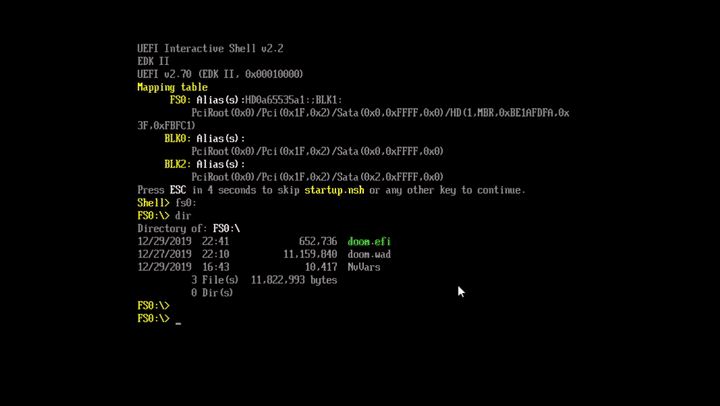 UEFI Interactive Shell v2.2
EDK II
UEFI v2.70 (EDK II, 0x00010000)
Mapping table
FS0: Alias(s):HD0a65535a1:;BLK1:
PciRoot(0x0)/Pci(0x1F,0x2)/Sata(0x0,0xFFFF,0x0)/HD(1,MBR,0xBE1AFDFA,0x
3F,0xFBFC1)
BLK0: Alias(s):
PciRoot(0x0)/Pci(0x1F,0x2)/Sata(0x0,0xFFFF,0x0)
BLK2: Alias(s):
PciRoot(0x0)/Pci(0x1F,0x2)/Sata(0x2,0xFFFF,0x0)
Press ESC in 4 seconds to skip startup.nsh or any other key to continue.
Shell> fs0:
FS0:\> dir
Directory of: FS0:\
12/29/2019 22:41 652,736 doom.efi
12/27/2019 22:10 11,159,840 doom.wad
12/29/2019 16:43 10,417 NvVars
3 File(s) 11,822,993 bytes
0 Dir(s)
FS0:\>
FS0:\> _